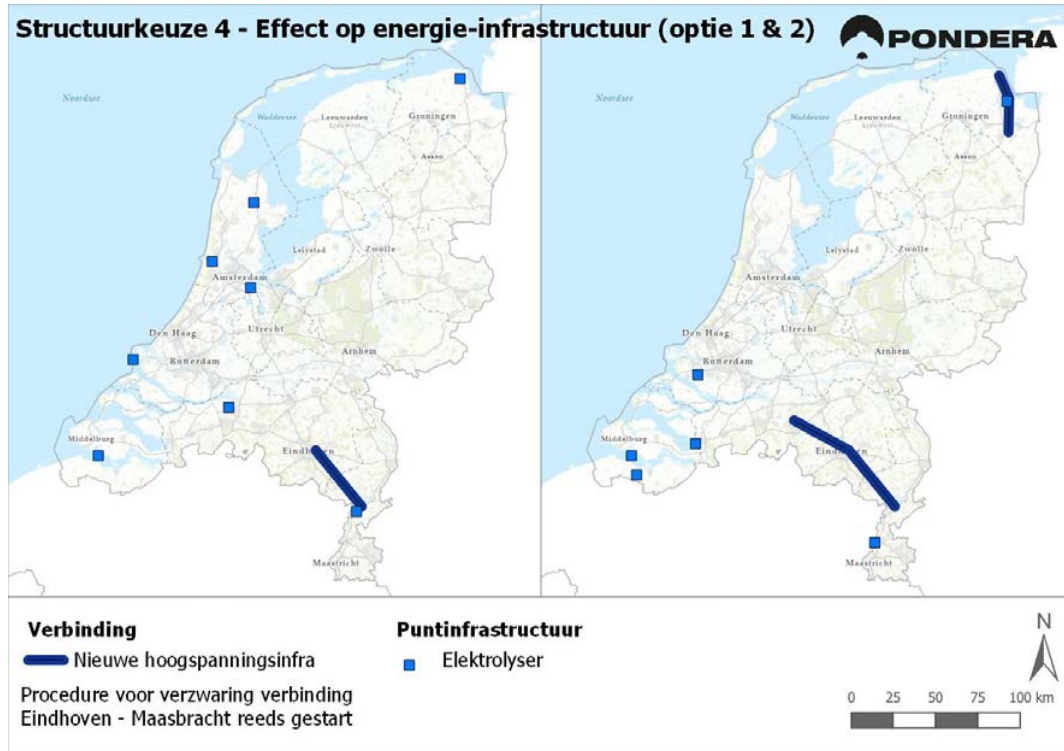 Structuurkeuze 4 - Effect op energie-infrastructuur (optie 1 & 2)
PONDERA
Noordzee
Waddenzee
Leeuwarden
Ljouwert
Groningen
Assen
Lelystad
Zwolle
Amsterdam
Den Haag
Utrecht
Arnhem
Rotterdam
Middelburg
Eindhoven
Maastricht
Noordzee
Waddenzee
Leeuwarden
Ljouwert
Groningen
Assen
Lelystad
Zwolle
Amsterdam
Den Haag
Utrecht
Arnhem
Rotterdam
Middelburg
Eindhoven
Maastricht
Verbinding
Nieuwe hoogspanningsinfra
Procedure voor verzwaring verbinding
Eindhoven - Maasbracht reeds gestart
Puntinfrastructuur
Elektrolyser
N
0 25 50 75 100 km